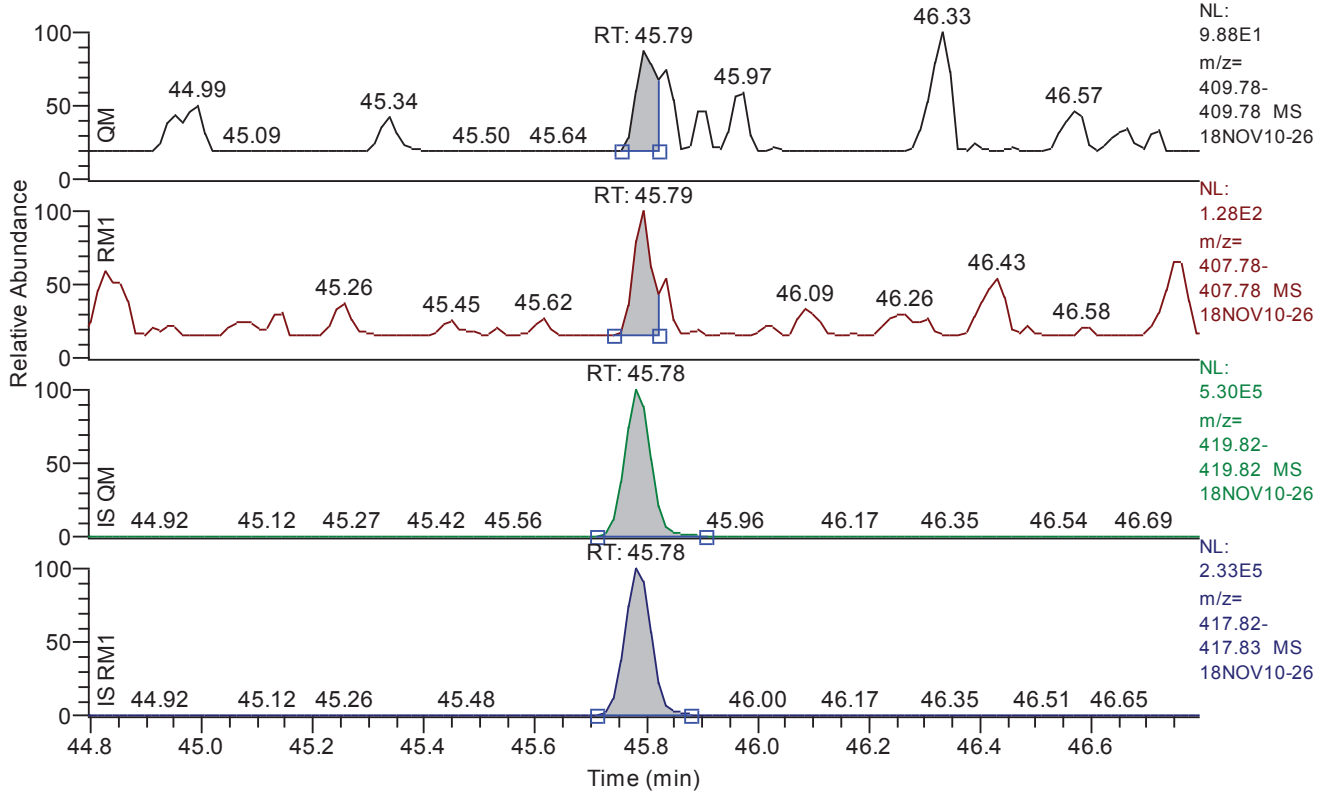 Relative Abundance
100
50
0
QM
44.99
45.09
45.34
45.50
45.64
RT: 45.79
45.97
46.33
46.57
NL:
9.88E1
m/z=
409.78-
409.78 MS
18NOV10-26
100
50
0
RM1
45.26
45.45
45.62
RT: 45.79
46.09
46.26
46.43
46.58
NL:
1.28E2
m/z=
407.78-
407.78 MS
18NOV10-26
100
50
0
IS QM
44.92
45.12
45.27
45.42
45.56
RT: 45.78
45.96
46.17
46.35
46.54
46.69
NL:
5.30E5
m/z=
419.82-
419.82 MS
18NOV10-26
100
50
0
IS RM1
44.92
45.12
45.26
45.48
RT: 45.78
46.00
46.17
46.35
46.51
46.65
NL:
2.33E5
m/z=
417.82-
417.83 MS
18NOV10-26
44.8 45.0 45.2 45.4 45.6 45.8 46.0 46.2 46.4 46.6
Time (min)